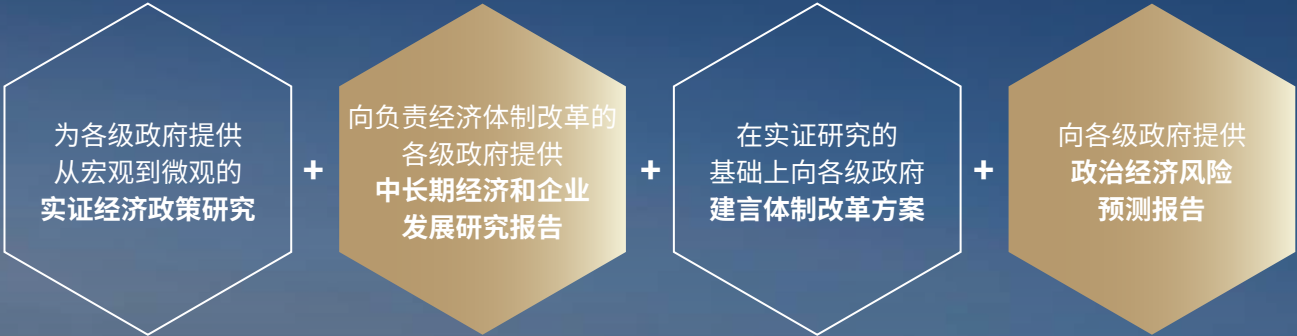 为各级政府提供
从宏观到微观的
实证经济政策研究
+
向负责经济体制改革的
各级政府提供
中长期经济和企业
发展研究报告
+
在实证研究的
基础上向各级政府
建言体制改革方案
+
向各级政府提供
政治经济风险
预测报告